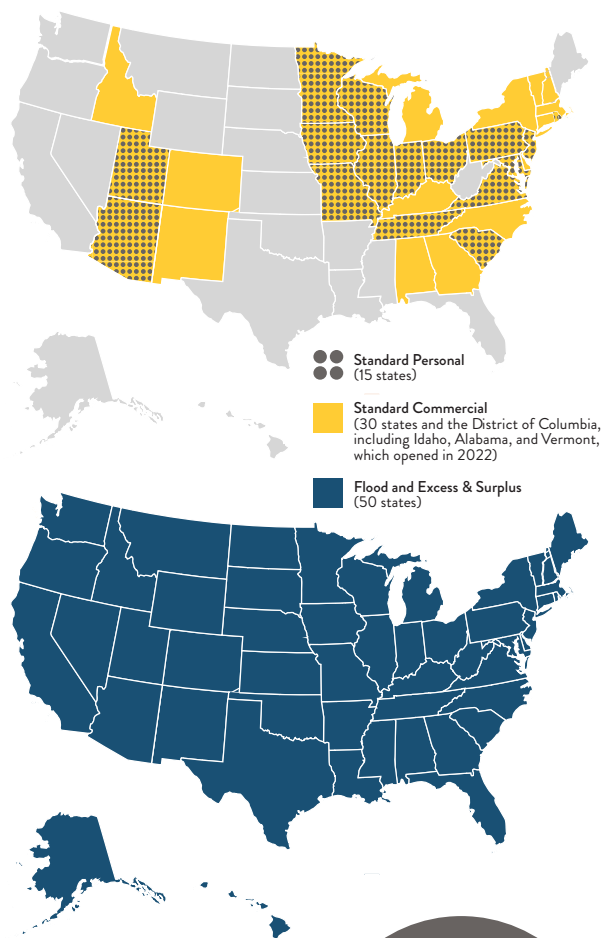 Standard Personal
(15 states)
Standard Commercial
(30 states and the District of Columbia,
including Idaho, Alabama, and Vermont,
which opened in 2022)
Flood and Excess & Surplus
(50 states)